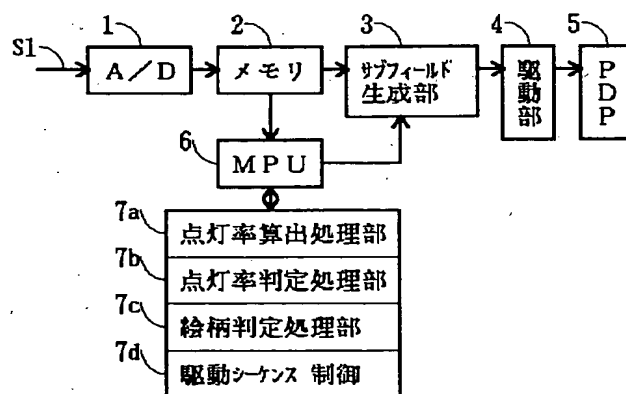 S1
1
A/D
2
メモリ
3
サブフィールド
生成部
4
駆動部
5
PDP
6
MPU
7a
点灯率算出処理部
7b
点灯率判定処理部
7c
絵柄判定処理部
7d
駆動シーケンス 制御